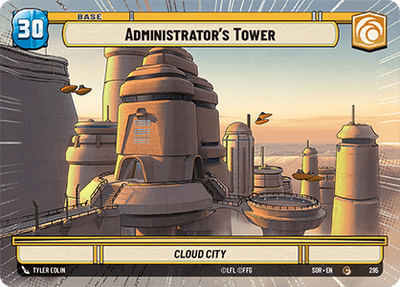 BASE
30
ADMINISTRATOR'S TOWER
CLOUD CITY
TYLER EDLIN
©LFL ©FFG
SOR • EN
295